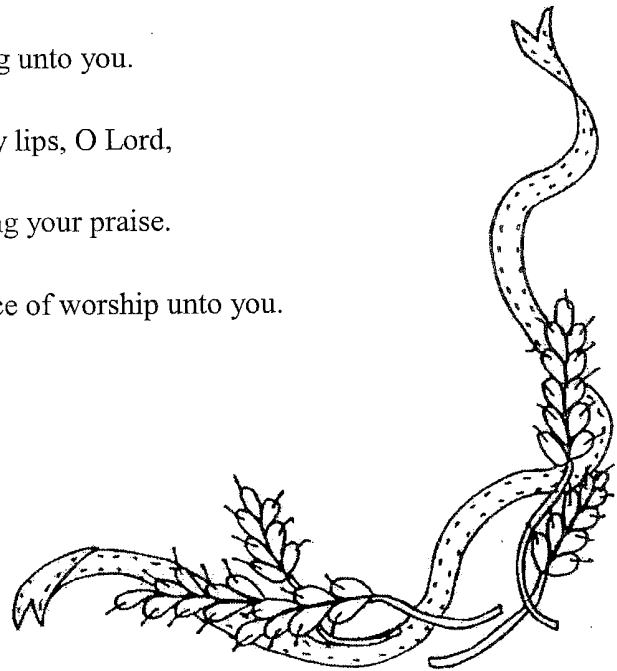 g unto you.
y lips, O Lord,
ng your praise.
ce of worship unto you.